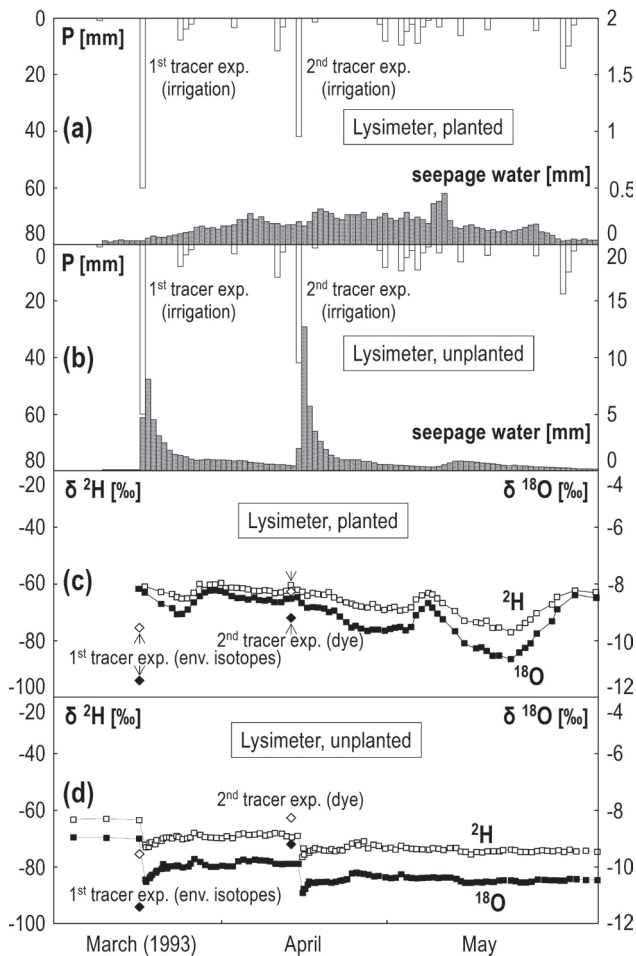 0
P [mm]
2
1st tracer exp.
(irrigation)
2nd tracer exp.
(irrigation)
20
1.5
40
(a)
Lysimeter, planted
1
60
seepage water [mm]
0.5
80
0
0
P [mm]
20
1st tracer exp.
(irrigation)
2nd tracer exp.
(irrigation)
20
15
40
(b)
Lysimeter, unplanted
10
60
5
seepage water [mm]
80
0
-20
δ 2H [‰]
δ 18O [‰]
-2
Lysimeter, planted
-40
-4
-60
(c)
2H
-6
-80
1st tracer exp. (env. isotopes)
2nd tracer exp. (dye)
18O
-8
-10
-100
-12
-20
δ 2H [‰]
δ 18O [‰]
-2
Lysimeter, unplanted
-40
-4
-60
(d)
2nd tracer exp. (dye)
2H
-6
-8
-80
1st tracer exp. (env. isotopes)
18O
-10
-100
-12
March (1993)
April
May